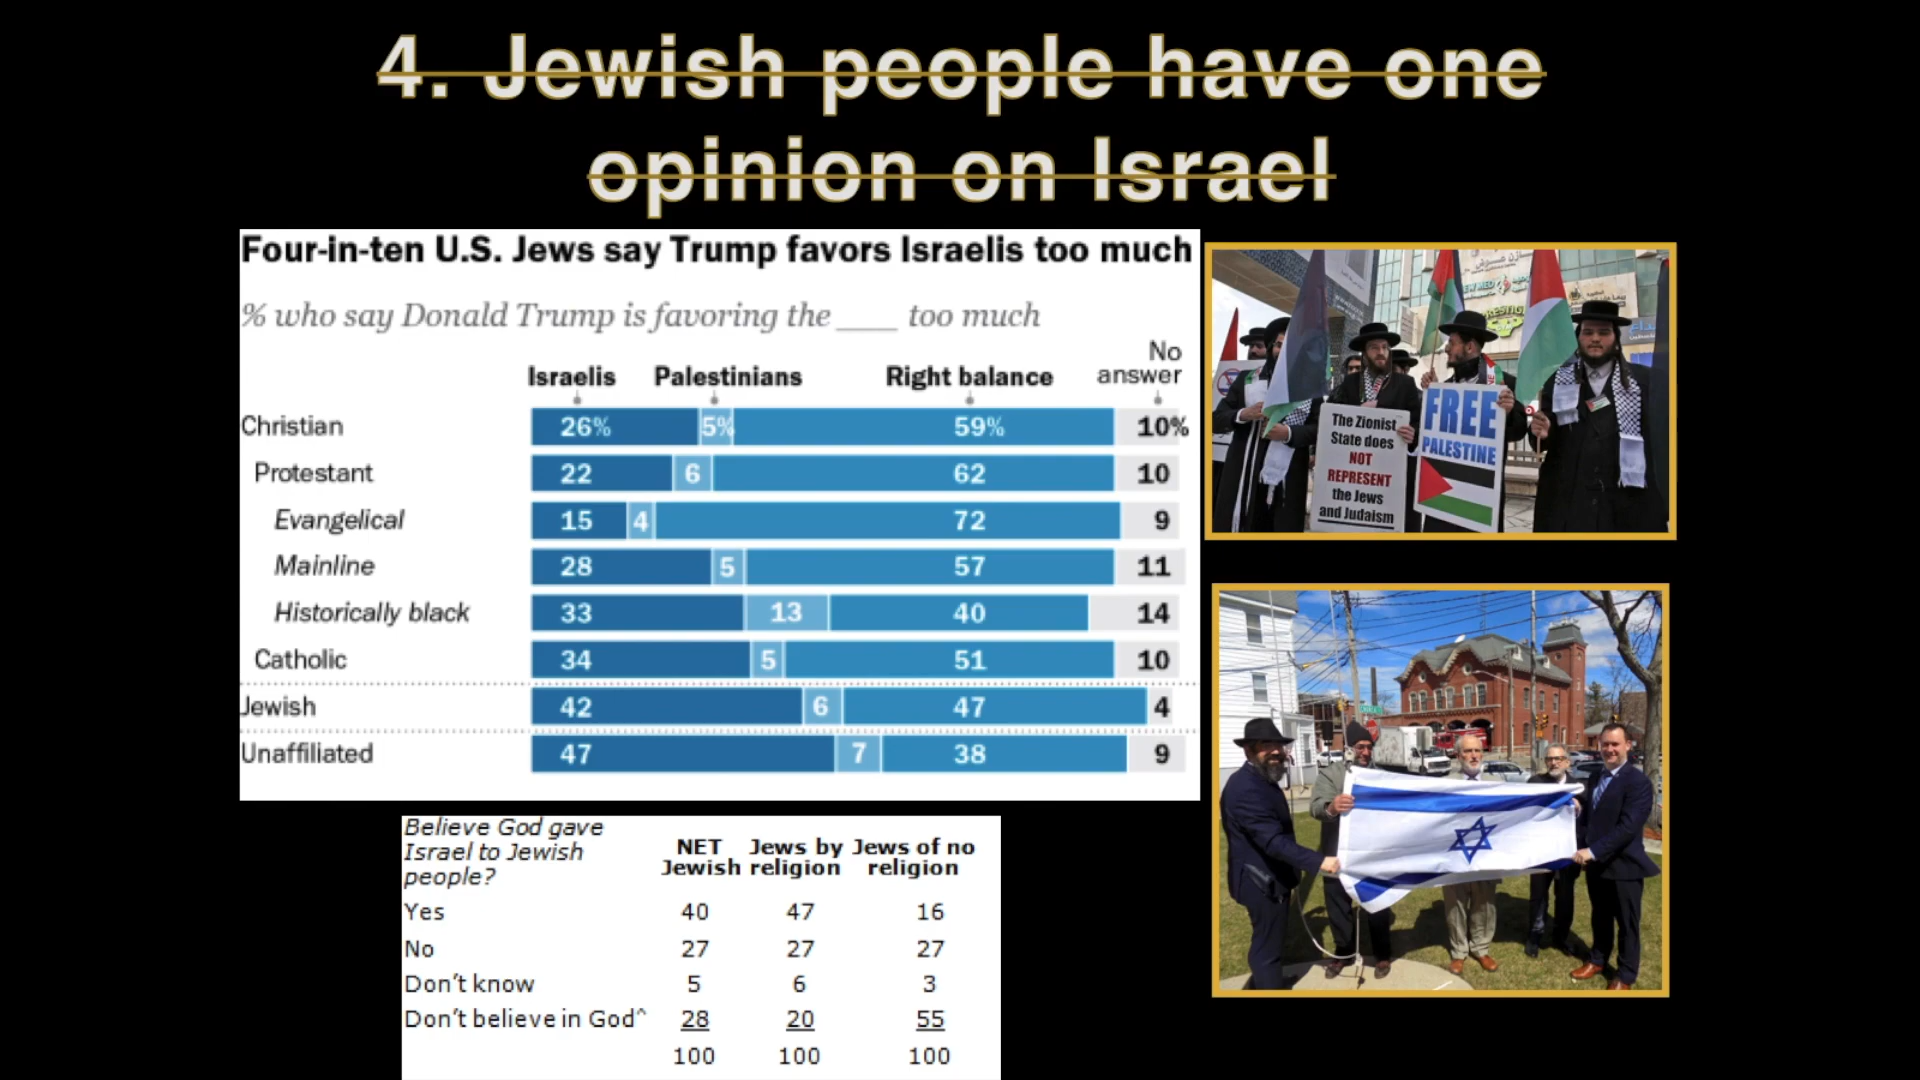 4. Jewish people have one
opinion on Israel
Four-in-ten U.S. Jews say Trump favors Israelis too much
% who say Donald Trump is favoring the ___ too much
Israelis Palestinians Right balance No answer
Christian 26% 5% 59% 10%
Protestant 22 6 62 10
Evangelical 15 4 72 9
Mainline 28 5 57 11
Historically black 33 13 40 14
Catholic 34 5 51 10
Jewish 42 6 47 4
Unaffiliated 47 7 38 9
Believe God gave
Israel to Jewish
people?
NET Jewish Jews by religion Jews of no religion
Yes 40 47 16
No 27 27 27
Don't know 5 6 3
Don't believe in God^ 28 20 55
100 100 100
The Zionist
State does
NOT
REPRESENT
the Jews
and Judaism
FREE
PALESTINE